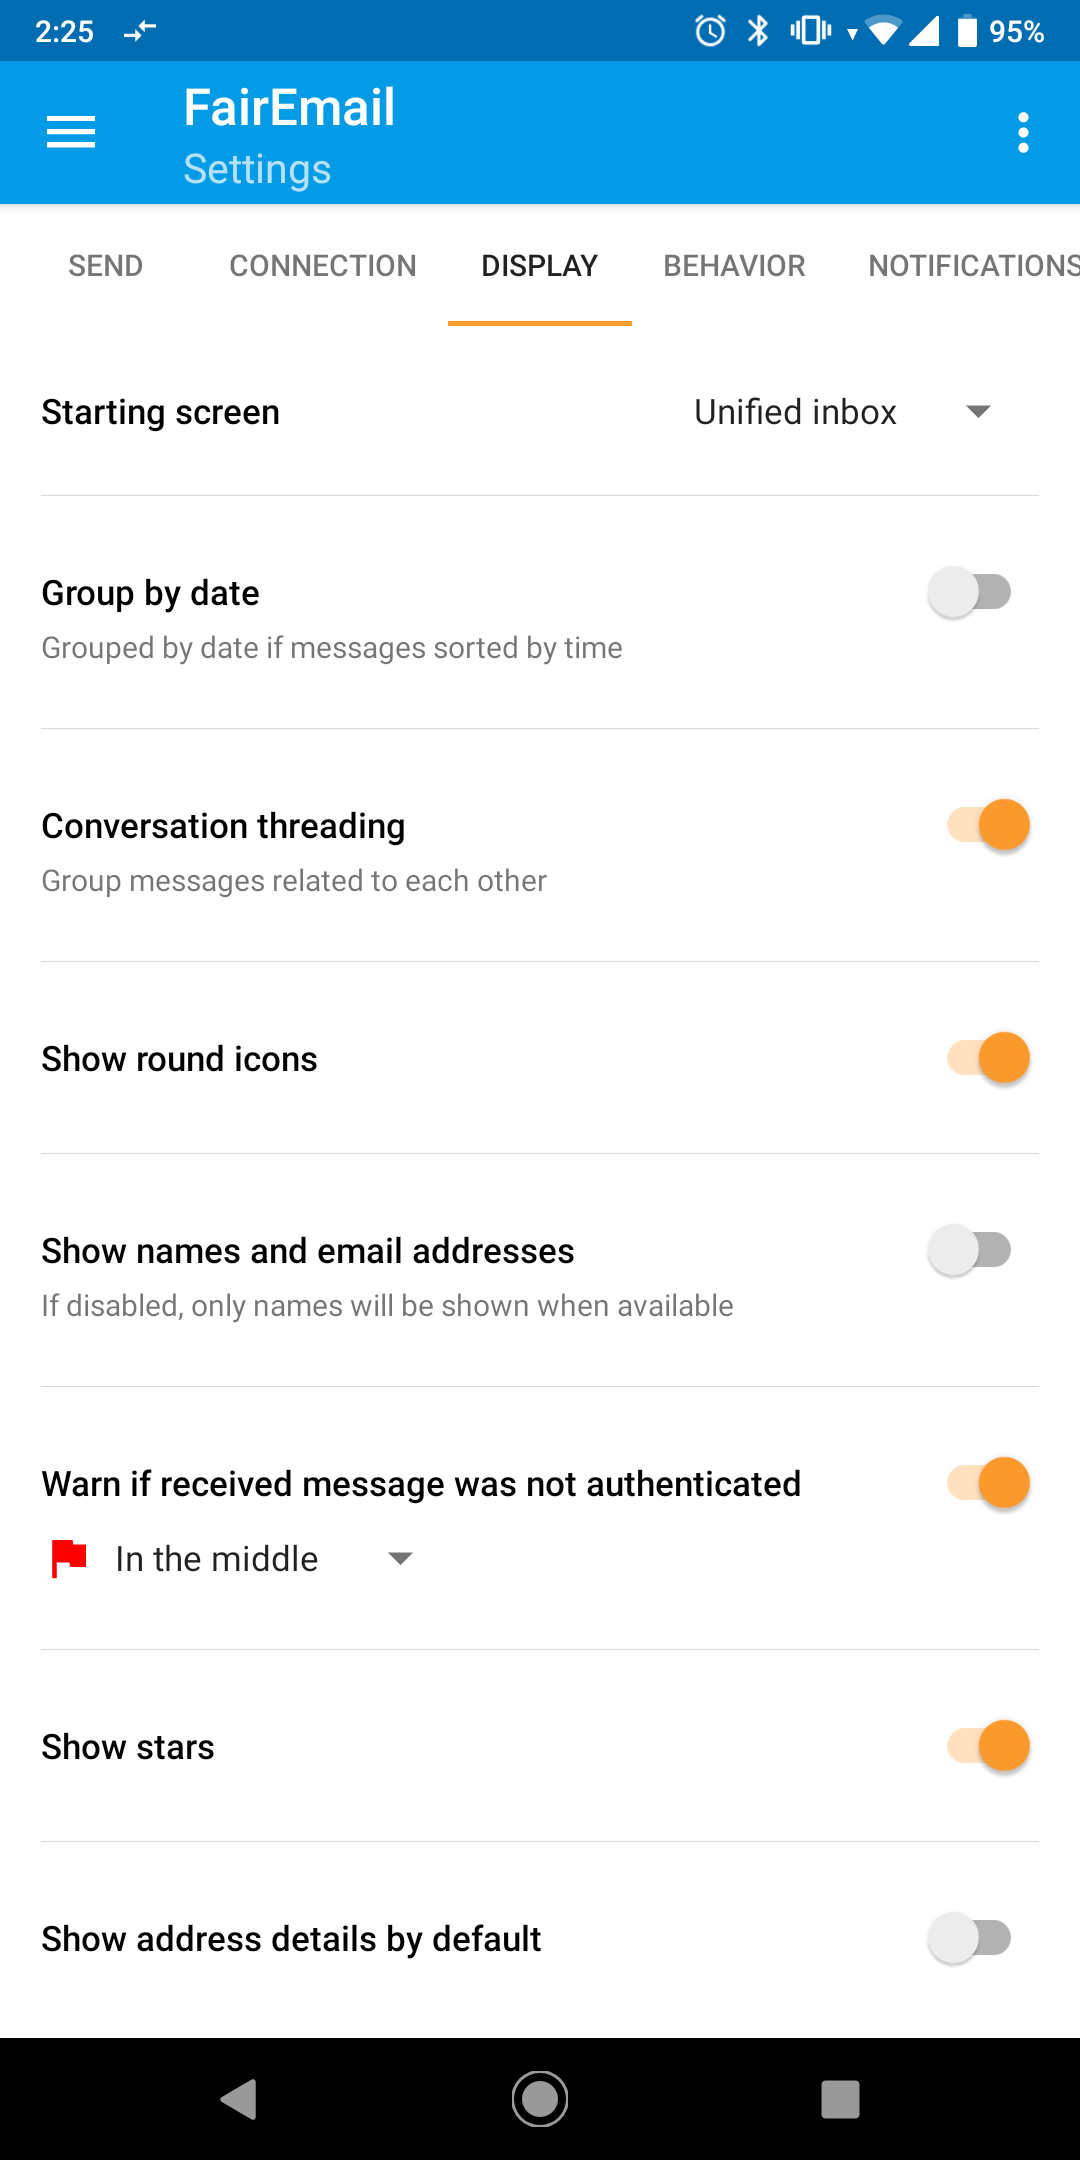 2:25
95%
FairEmail
Settings
SEND CONNECTION DISPLAY BEHAVIOR NOTIFICATIONS
Starting screen Unified inbox
Group by date
Grouped by date if messages sorted by time
Conversation threading
Group messages related to each other
Show round icons
Show names and email addresses
If disabled, only names will be shown when available
Warn if received message was not authenticated
In the middle
Show stars
Show address details by default